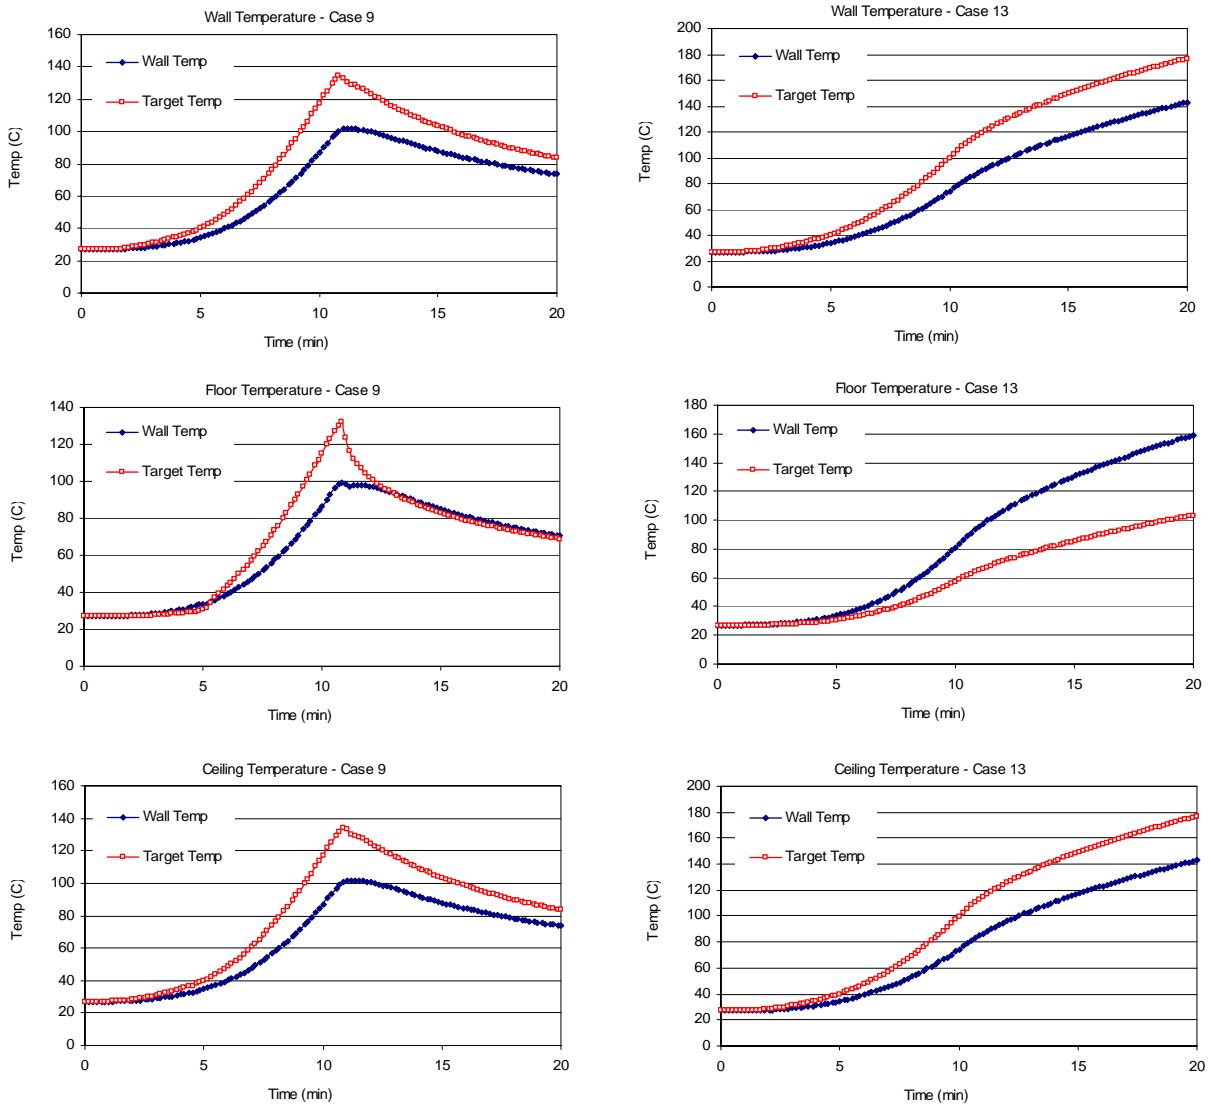 Wall Temperature - Case 9
160
140
120
100
80
60
40
20
0
Temp (C)
Wall Temp
Target Temp
0 5 10 15 20
Time (min)
Wall Temperature - Case 13
200
180
160
140
120
100
80
60
40
20
0
Temp (C)
Wall Temp
Target Temp
0 5 10 15 20
Time (min)
Floor Temperature - Case 9
140
120
100
80
60
40
20
0
Temp (C)
Wall Temp
Target Temp
0 5 10 15 20
Time (min)
Floor Temperature - Case 13
180
160
140
120
100
80
60
40
20
0
Temp (C)
Wall Temp
Target Temp
0 5 10 15 20
Time (min)
Ceiling Temperature - Case 9
160
140
120
100
80
60
40
20
0
Temp (C)
Wall Temp
Target Temp
0 5 10 15 20
Time (min)
Ceiling Temperature - Case 13
200
180
160
140
120
100
80
60
40
20
0
Temp (C)
Wall Temp
Target Temp
0 5 10 15 20
Time (min)